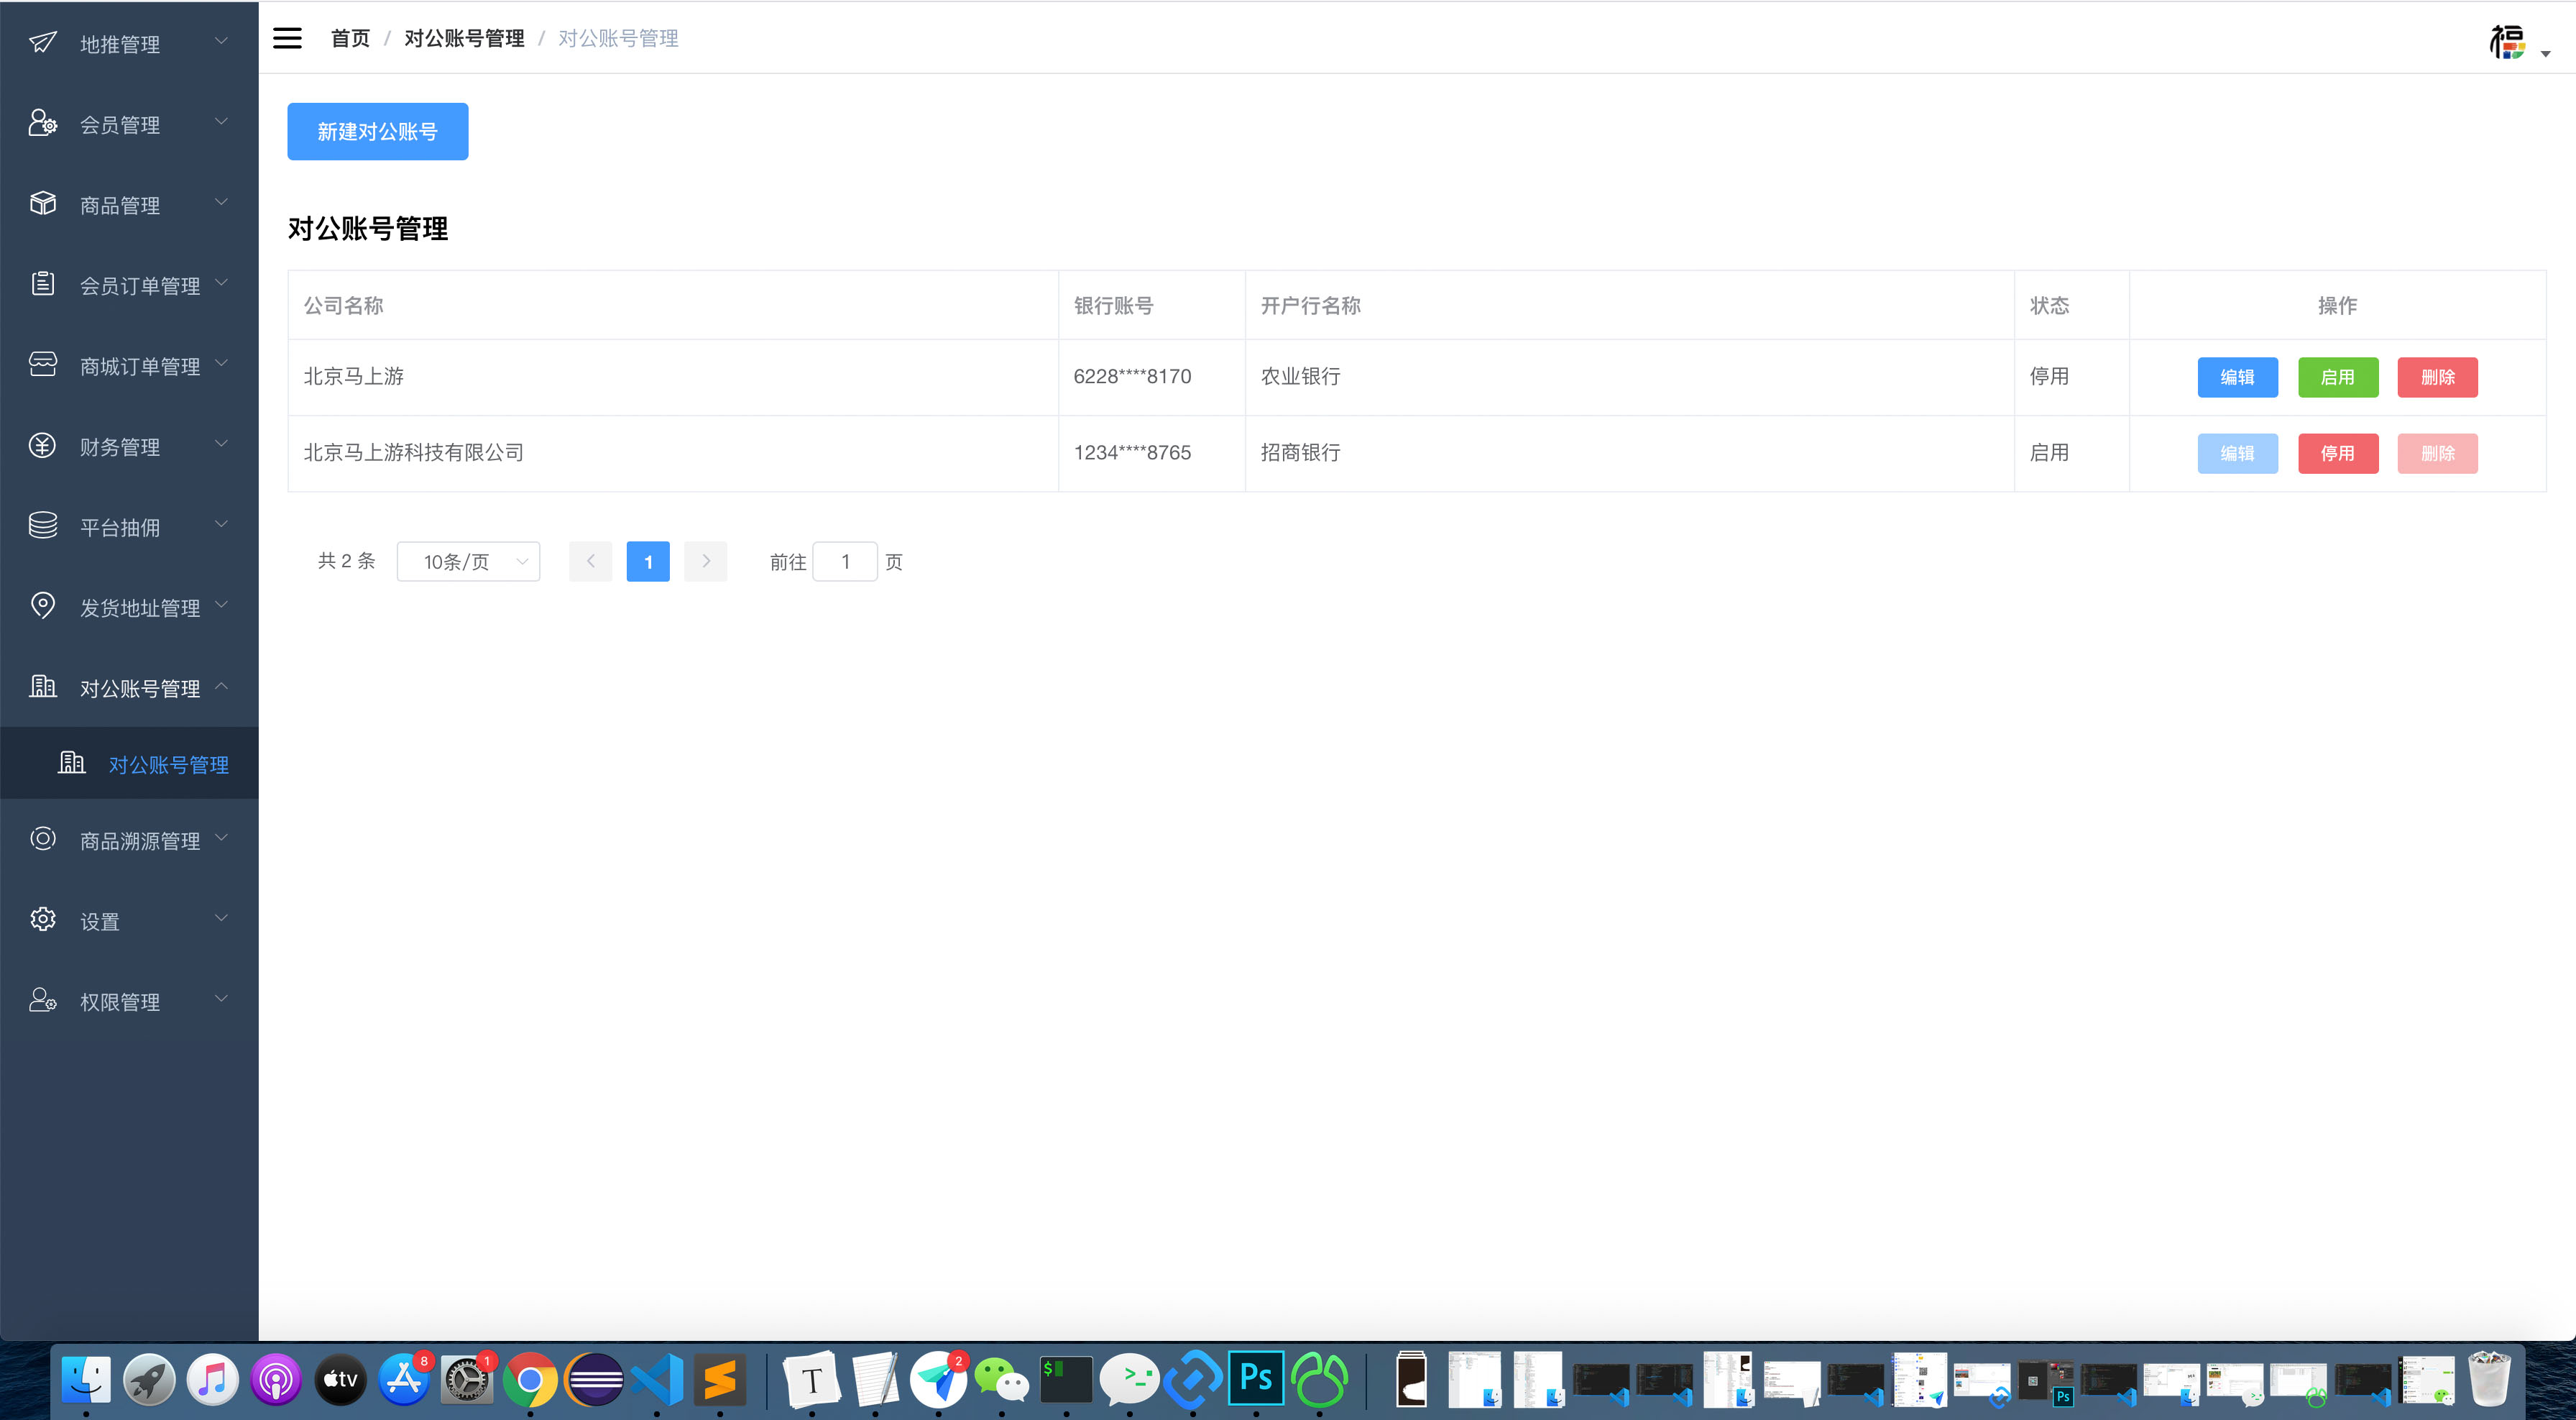 地推管理
会员管理
商品管理
会员订单管理
商城订单管理
财务管理
平台抽佣
发货地址管理
对公账号管理
对公账号管理
商品溯源管理
设置
权限管理
首页 / 对公账号管理 / 对公账号管理
福
新建对公账号
对公账号管理
公司名称 银行账号 开户行名称 状态 操作
北京马上游 6228****8170 农业银行 停用 编辑 启用 删除
北京马上游科技有限公司 1234****8765 招商银行 启用 编辑 停用 删除
共 2 条 10条/页 1 前往 1 页
tv 8 1 T 2 $ >_- Ps Ps